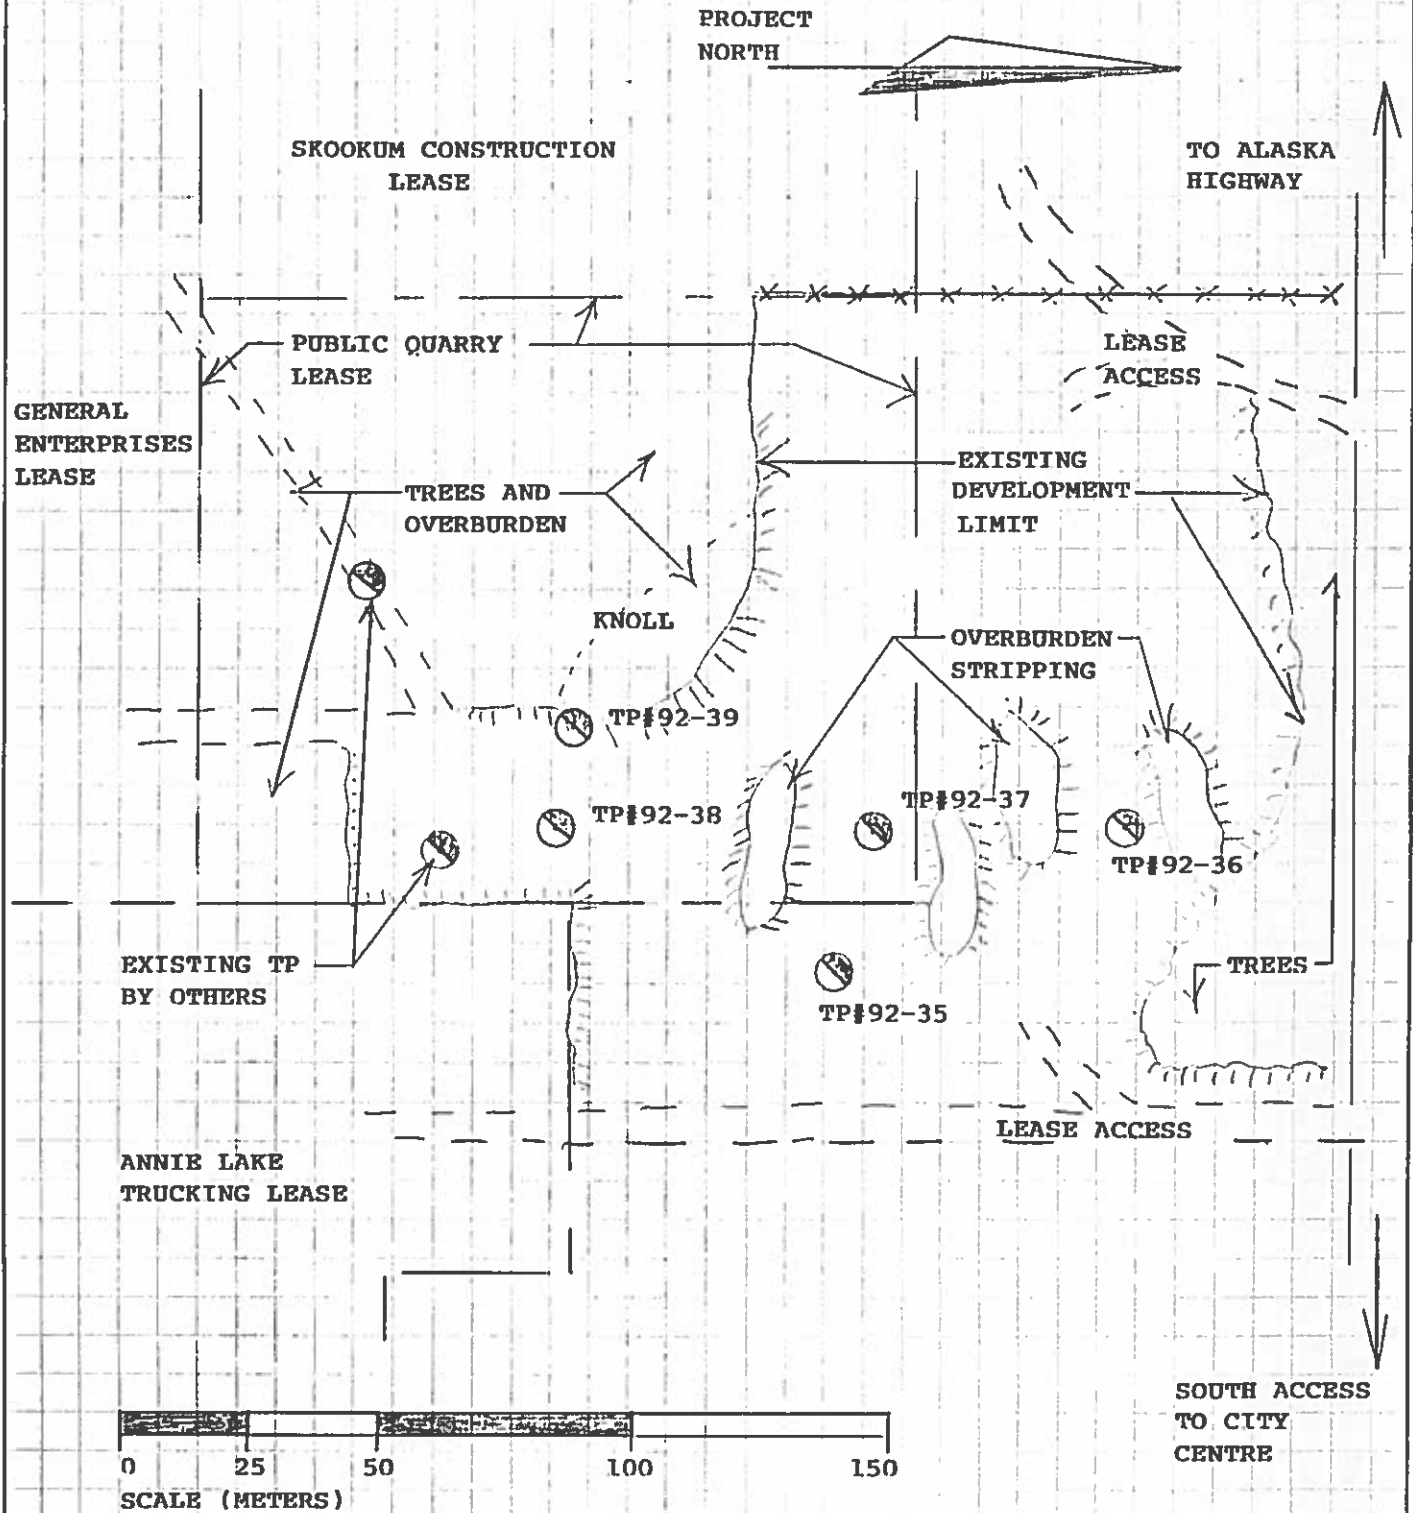 PROJECT
NORTH
SKOOKUM CONSTRUCTION
LEASE
TO ALASKA
HIGHWAY
PUBLIC QUARRY
LEASE
LEASE
ACCESS
GENERAL
ENTERPRISES
LEASE
TREES AND
OVERBURDEN
EXISTING
DEVELOPMENT
LIMIT
KNOLL
OVERBURDEN
STRIPPING
TP#92-39
TP#92-38
TP#92-37
TP#92-36
EXISTING TP
BY OTHERS
TREES
TP#92-35
LEASE ACCESS
ANNIE LAKE
TRUCKING LEASE
SOUTH ACCESS
TO CITY
CENTRE
0 25 50 100 150
SCALE (METERS)